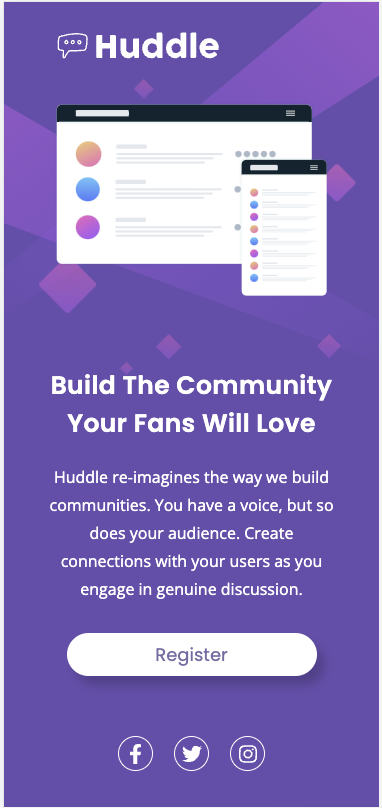 Huddle
Build The Community
Your Fans Will Love
Huddle re-imagines the way we build
communities. You have a voice, but so
does your audience. Create
connections with your users as you
engage in genuine discussion.
Register